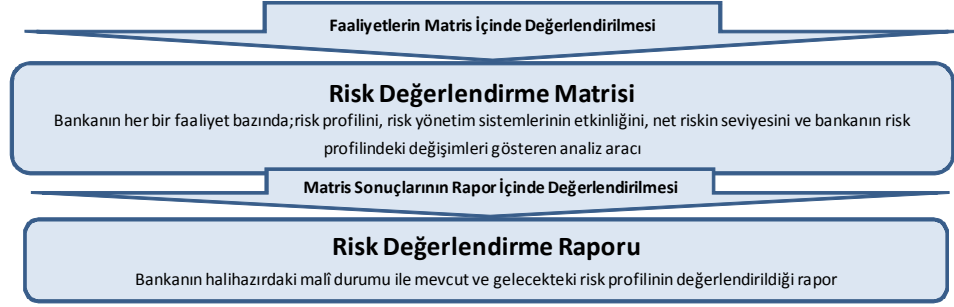 Faaliyetlerin Matris İçinde Değerlendirilmesi
Risk Değerlendirme Matrisi
Bankanın her bir faaliyet bazında;risk profilini, risk yönetim sistemlerinin etkinliğini, net riskin seviyesini ve bankanın risk
profilindeki değişimleri gösteren analiz aracı
Matris Sonuçlarının Rapor İçinde Değerlendirilmesi
Risk Değerlendirme Raporu
Bankanın halihazırdaki malî durumu ile mevcut ve gelecekteki risk profilinin değerlendirildiği rapor